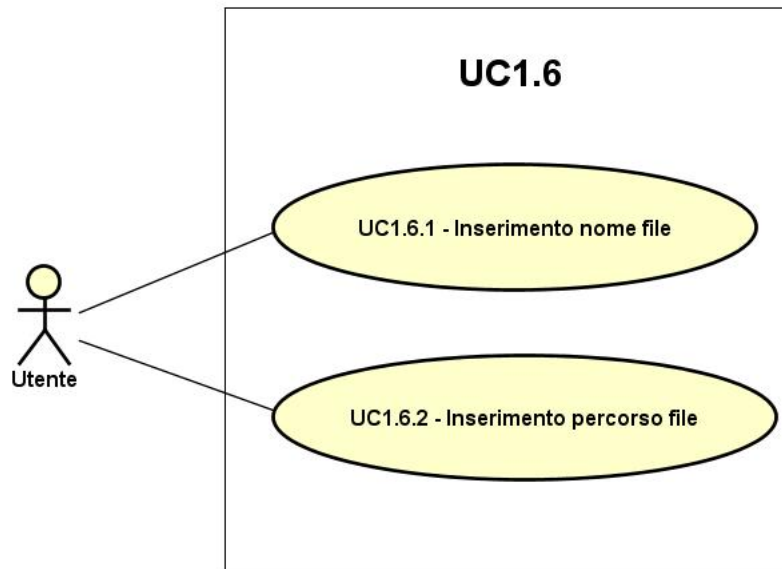 UC1.6
UC1.6.1 - Inserimento nome file
Utente
UC1.6.2 - Inserimento percorso file